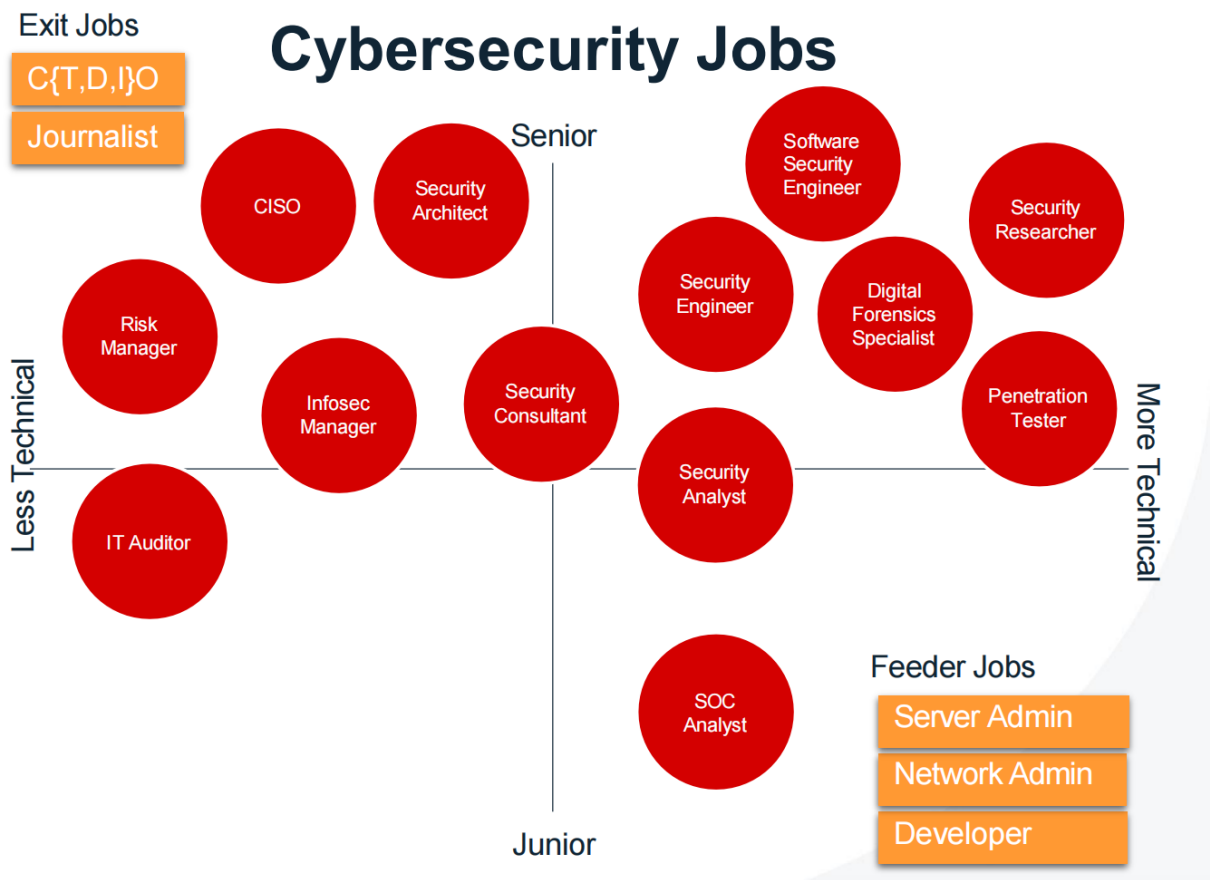 Exit Jobs
C{T,D,I}O
Journalist
Cybersecurity Jobs
Senior
CISO
Security
Architect
Software
Security
Engineer
Security
Researcher
Risk
Manager
Security
Engineer
Digital
Forensics
Specialist
Infosec
Manager
Security
Consultant
Penetration
Tester
Less Technical
More Technical
Security
Analyst
IT Auditor
SOC
Analyst
Feeder Jobs
Server Admin
Network Admin
Developer
Junior